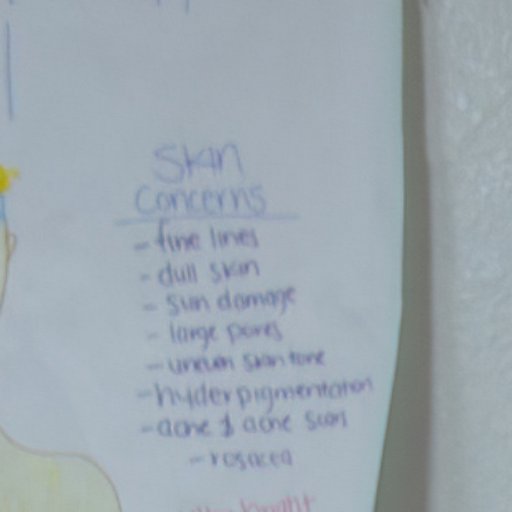 Skin
Concerns
- fine lines
- dull skin
- sun damage
- large pores
- uneven skin tone
- hyderpigmentation
- acne & acne scars
- rosacea
bright